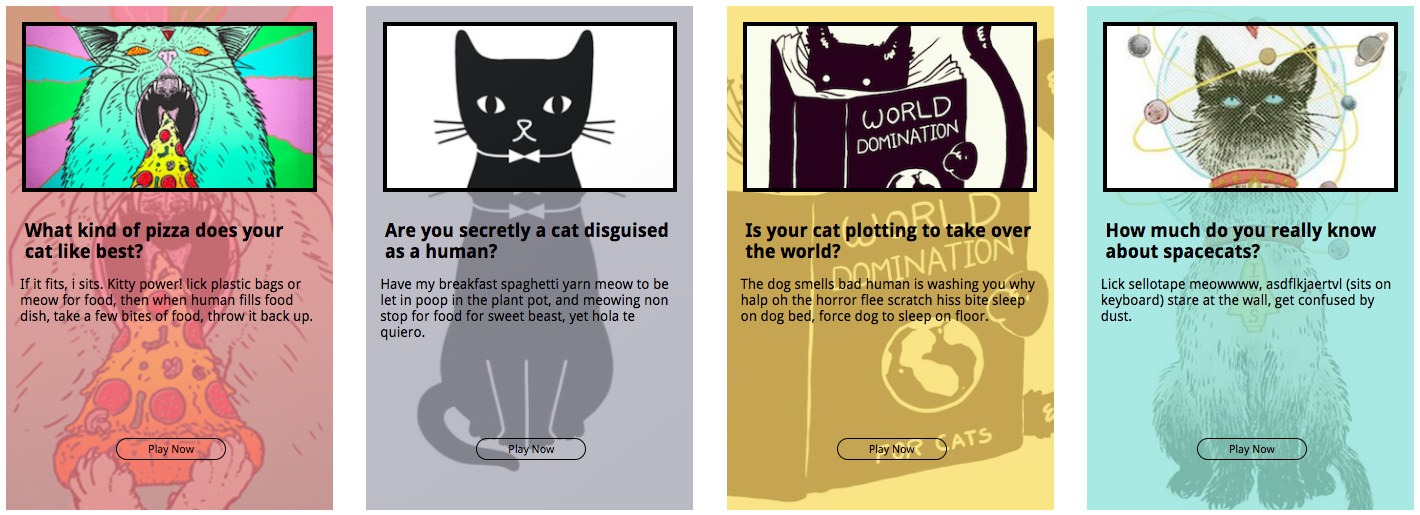 What kind of pizza does your
cat like best?
If it fits, i sits. Kitty power! lick plastic bags or
meow for food, then when human fills food
dish, take a few bites of food, throw it back up.
Play Now
Are you secretly a cat disguised
as a human?
Have my breakfast spaghetti yarn meow to be
let in poop in the plant pot, and meowing non
stop for food for sweet beast, yet hola te
quiero.
Play Now
WORLD
DOMINATION
Is your cat plotting to take over
the world?
WORLD
DOMINATION
The dog smells bad human is washing you why
halp oh the horror flee scratch hiss bite sleep
on dog bed, force dog to sleep on floor.
FOR CATS
Play Now
How much do you really know
about spacecats?
Lick sellotape meowwww, asdflkjaertvl (sits on
keyboard) stare at the wall, get confused by
dust.
Play Now